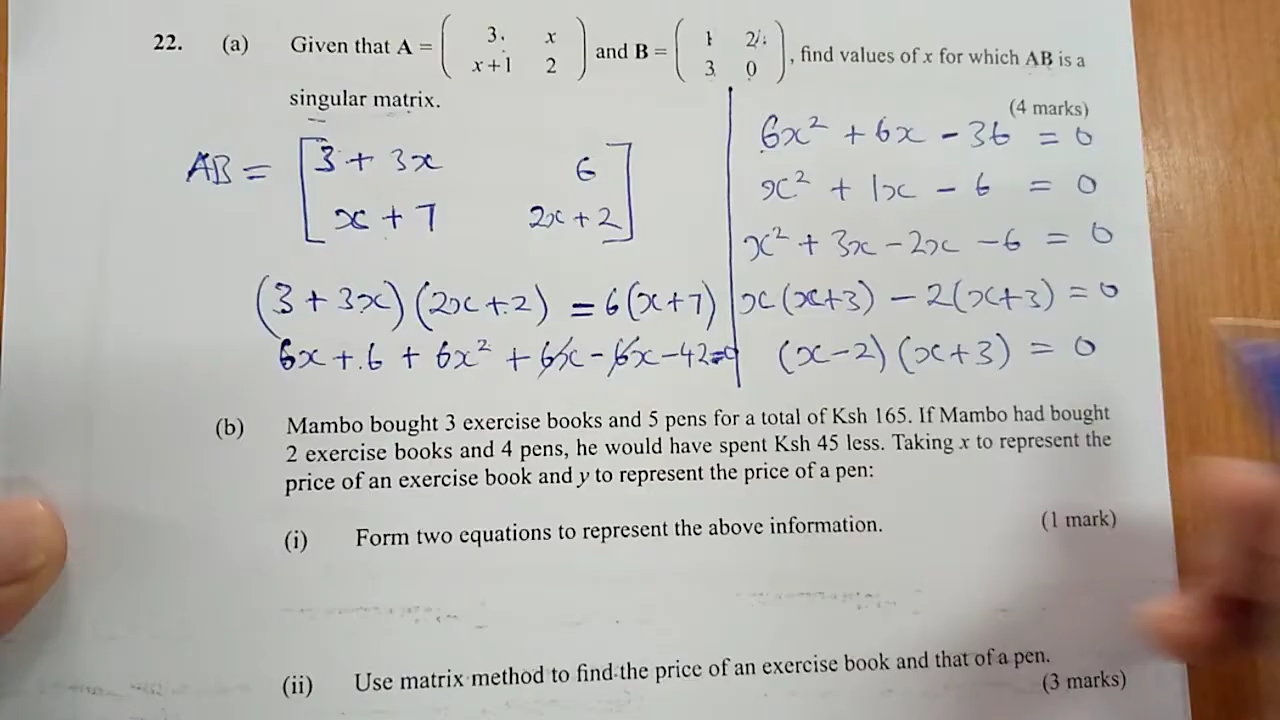 22. (a) Given that A = ( 3 x ) and B = ( 1 2 ), find values of x for which AB is a
x+1 2 3 0
singular matrix.
(4 marks)
AB = [ 3 + 3x 6 ]
x + 7 2x + 2
(3 + 3x)(2x + 2) = 6(x+7)
6x + 6 + 6x² + 6x - 6x - 42 = 0
6x² + 6x - 36 = 0
x² + 1x - 6 = 0
x² + 3x - 2x - 6 = 0
x(x+3) - 2(x+3) = 0
(x-2)(x+3) = 0
(b) Mambo bought 3 exercise books and 5 pens for a total of Ksh 165. If Mambo had bought
2 exercise books and 4 pens, he would have spent Ksh 45 less. Taking x to represent the
price of an exercise book and y to represent the price of a pen:
(i) Form two equations to represent the above information. (1 mark)
(ii) Use matrix method to find the price of an exercise book and that of a pen.
(3 marks)